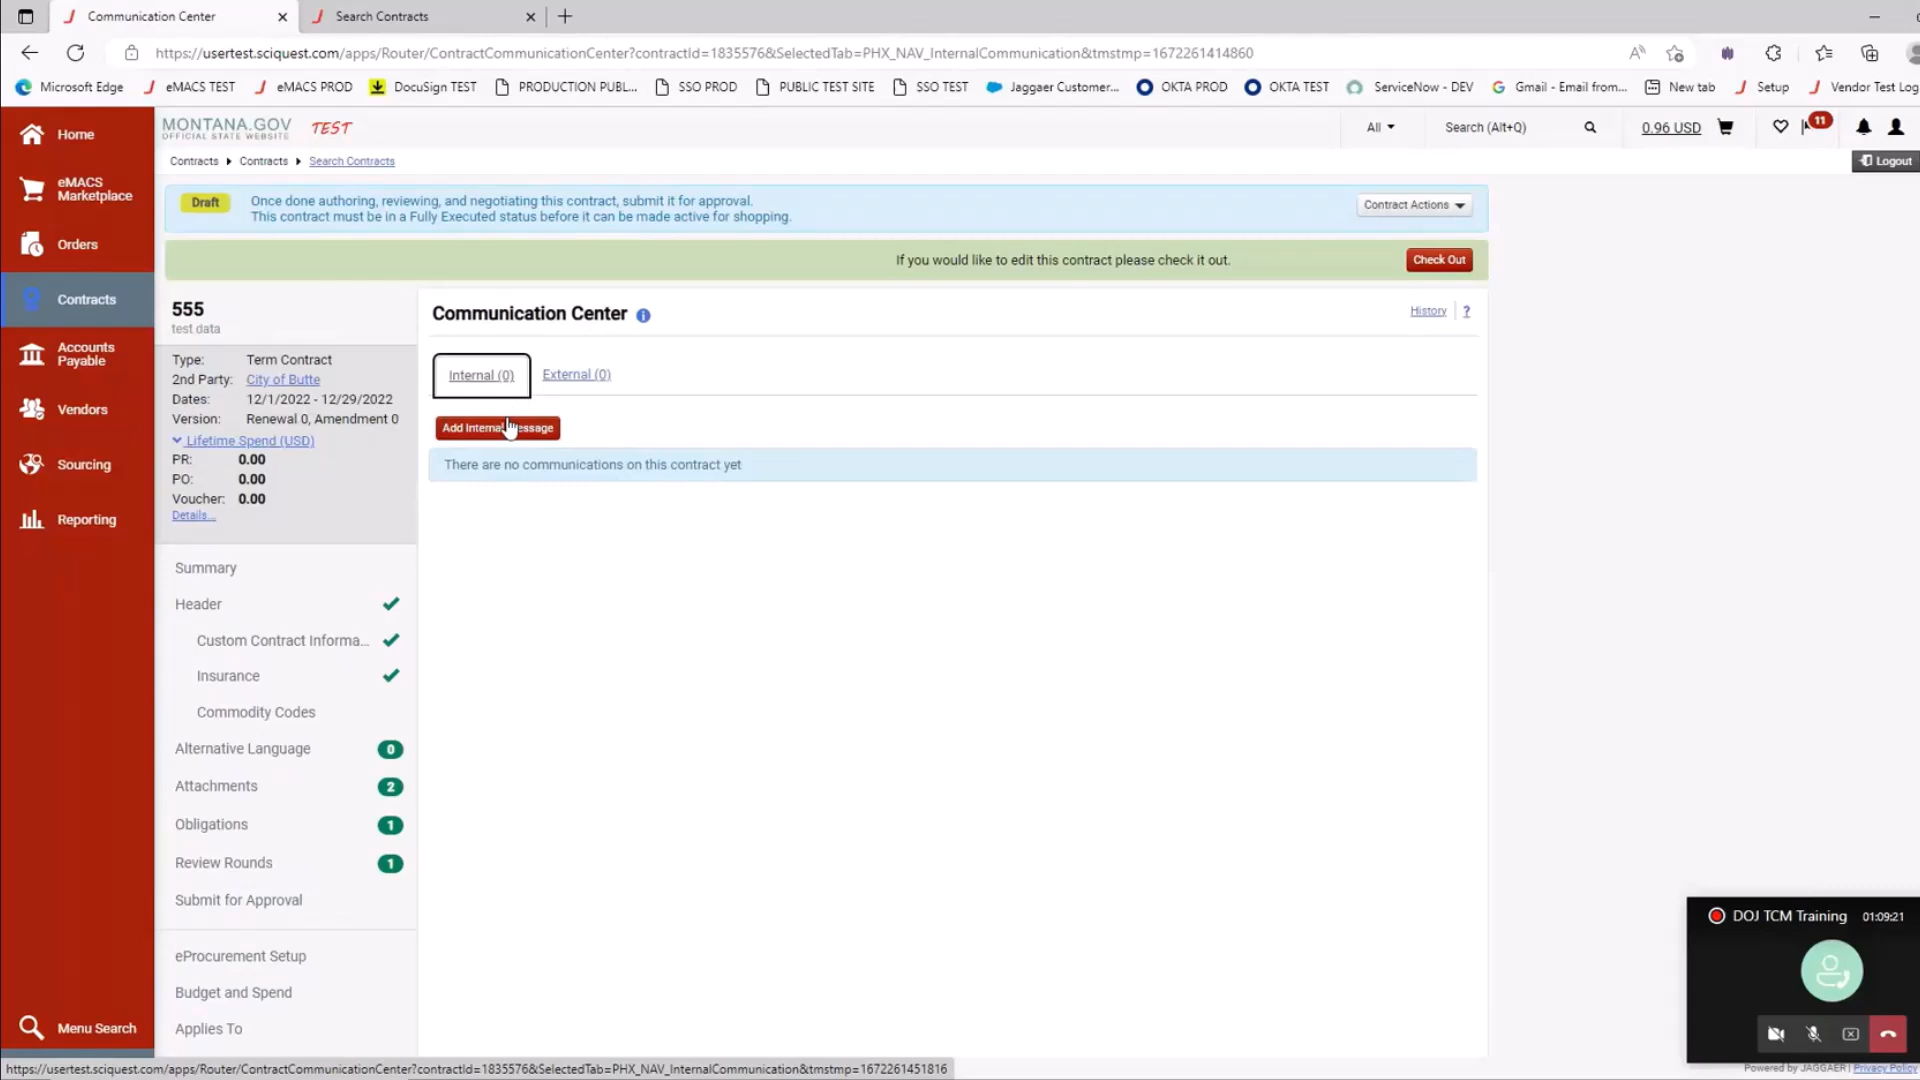 Communication Center
Search Contracts
https://usertest.sciquest.com/apps/Router/ContractCommunicationCenter?contractId=1835576&SelectedTab=PHX_NAV_InternalCommunication&tmstmp=1672261414860
Microsoft Edge
eMACS TEST
eMACS PROD
DocuSign TEST
PRODUCTION PUBL...
SSO PROD
PUBLIC TEST SITE
SSO TEST
Jaggaer Customer...
OKTA PROD
OKTA TEST
ServiceNow - DEV
Gmail - Email from...
New tab
Setup
Vendor Test Log
Home
eMACS
Marketplace
Orders
Contracts
Accounts
Payable
Vendors
Sourcing
Reporting
Menu Search
MONTANA.GOV
OFFICIAL STATE WEBSITE
TEST
All
Search (Alt+Q)
0.96 USD
11
Contracts
Contracts
Search Contracts
Logout
Draft
Once done authoring, reviewing, and negotiating this contract, submit it for approval.
This contract must be in a Fully Executed status before it can be made active for shopping.
Contract Actions
If you would like to edit this contract please check it out.
Check Out
555
test data
Type: Term Contract
2nd Party: City of Butte
Dates: 12/1/2022 - 12/29/2022
Version: Renewal 0, Amendment 0
Lifetime Spend (USD)
PR: 0.00
PO: 0.00
Voucher: 0.00
Details...
Summary
Header
Custom Contract Informa...
Insurance
Commodity Codes
Alternative Language 0
Attachments 2
Obligations 1
Review Rounds 1
Submit for Approval
eProcurement Setup
Budget and Spend
Applies To
Communication Center
History
?
Internal (0)
External (0)
Add Internal Message
There are no communications on this contract yet
DOJ TCM Training 01:09:21
https://usertest.sciquest.com/apps/Router/ContractCommunicationCenter?contractId=1835576&SelectedTab=PHX_NAV_InternalCommunication&tmstmp=1672261451816
Powered by JAGGAER | Privacy Policy